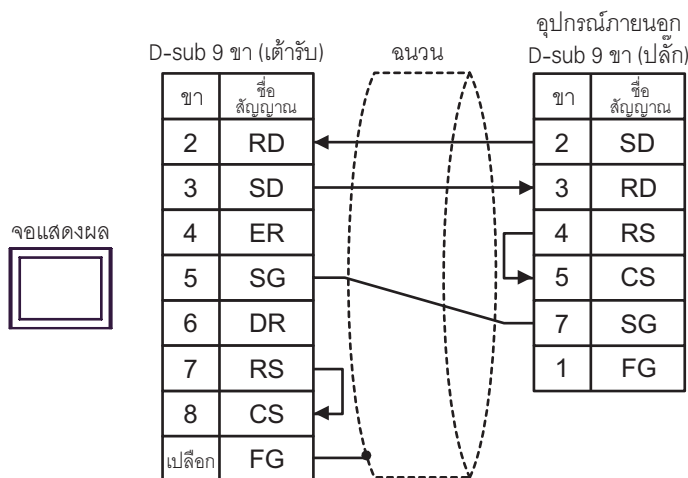 อุปกรณ์ภายนอก
D-sub 9 ขา (เต้ารับ)
ฉนวน
D-sub 9 ขา (ปลั๊ก)
ขา ชื่อสัญญาณ
2 RD
3 SD
4 ER
5 SG
6 DR
7 RS
8 CS
เปลือก FG
ขา ชื่อสัญญาณ
2 SD
3 RD
4 RS
5 CS
7 SG
1 FG
จอแสดงผล